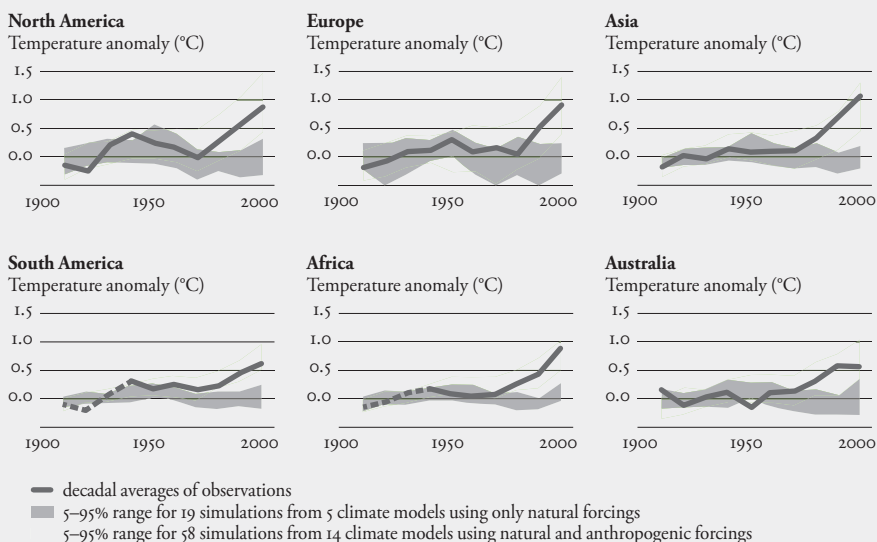 North America
Temperature anomaly (°C)
1.5
1.0
0.5
0.0
1900 1950 2000
Europe
Temperature anomaly (°C)
1.5
1.0
0.5
0.0
1900 1950 2000
Asia
Temperature anomaly (°C)
1.5
1.0
0.5
0.0
1900 1950 2000
South America
Temperature anomaly (°C)
1.5
1.0
0.5
0.0
1900 1950 2000
Africa
Temperature anomaly (°C)
1.5
1.0
0.5
0.0
1900 1950 2000
Australia
Temperature anomaly (°C)
1.5
1.0
0.5
0.0
1900 1950 2000
decadal averages of observations
5–95% range for 19 simulations from 5 climate models using only natural forcings
5–95% range for 58 simulations from 14 climate models using natural and anthropogenic forcings